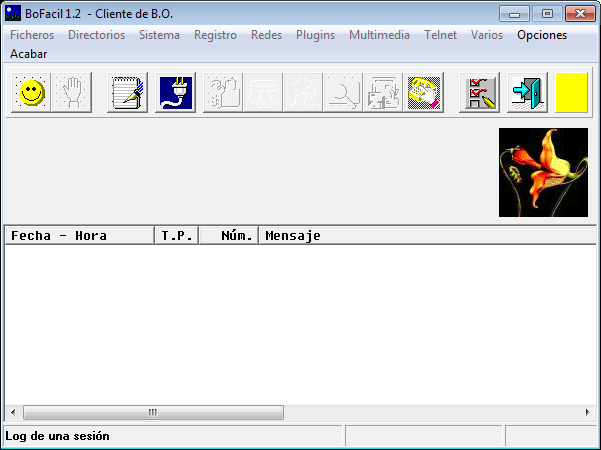 BoFacil 1.2 - Cliente de B.O.
Ficheros Directorios Sistema Registro Redes Plugins Multimedia Telnet Varios Opciones
Acabar
Fecha - Hora T.P. Núm. Mensaje
Log de una sesión